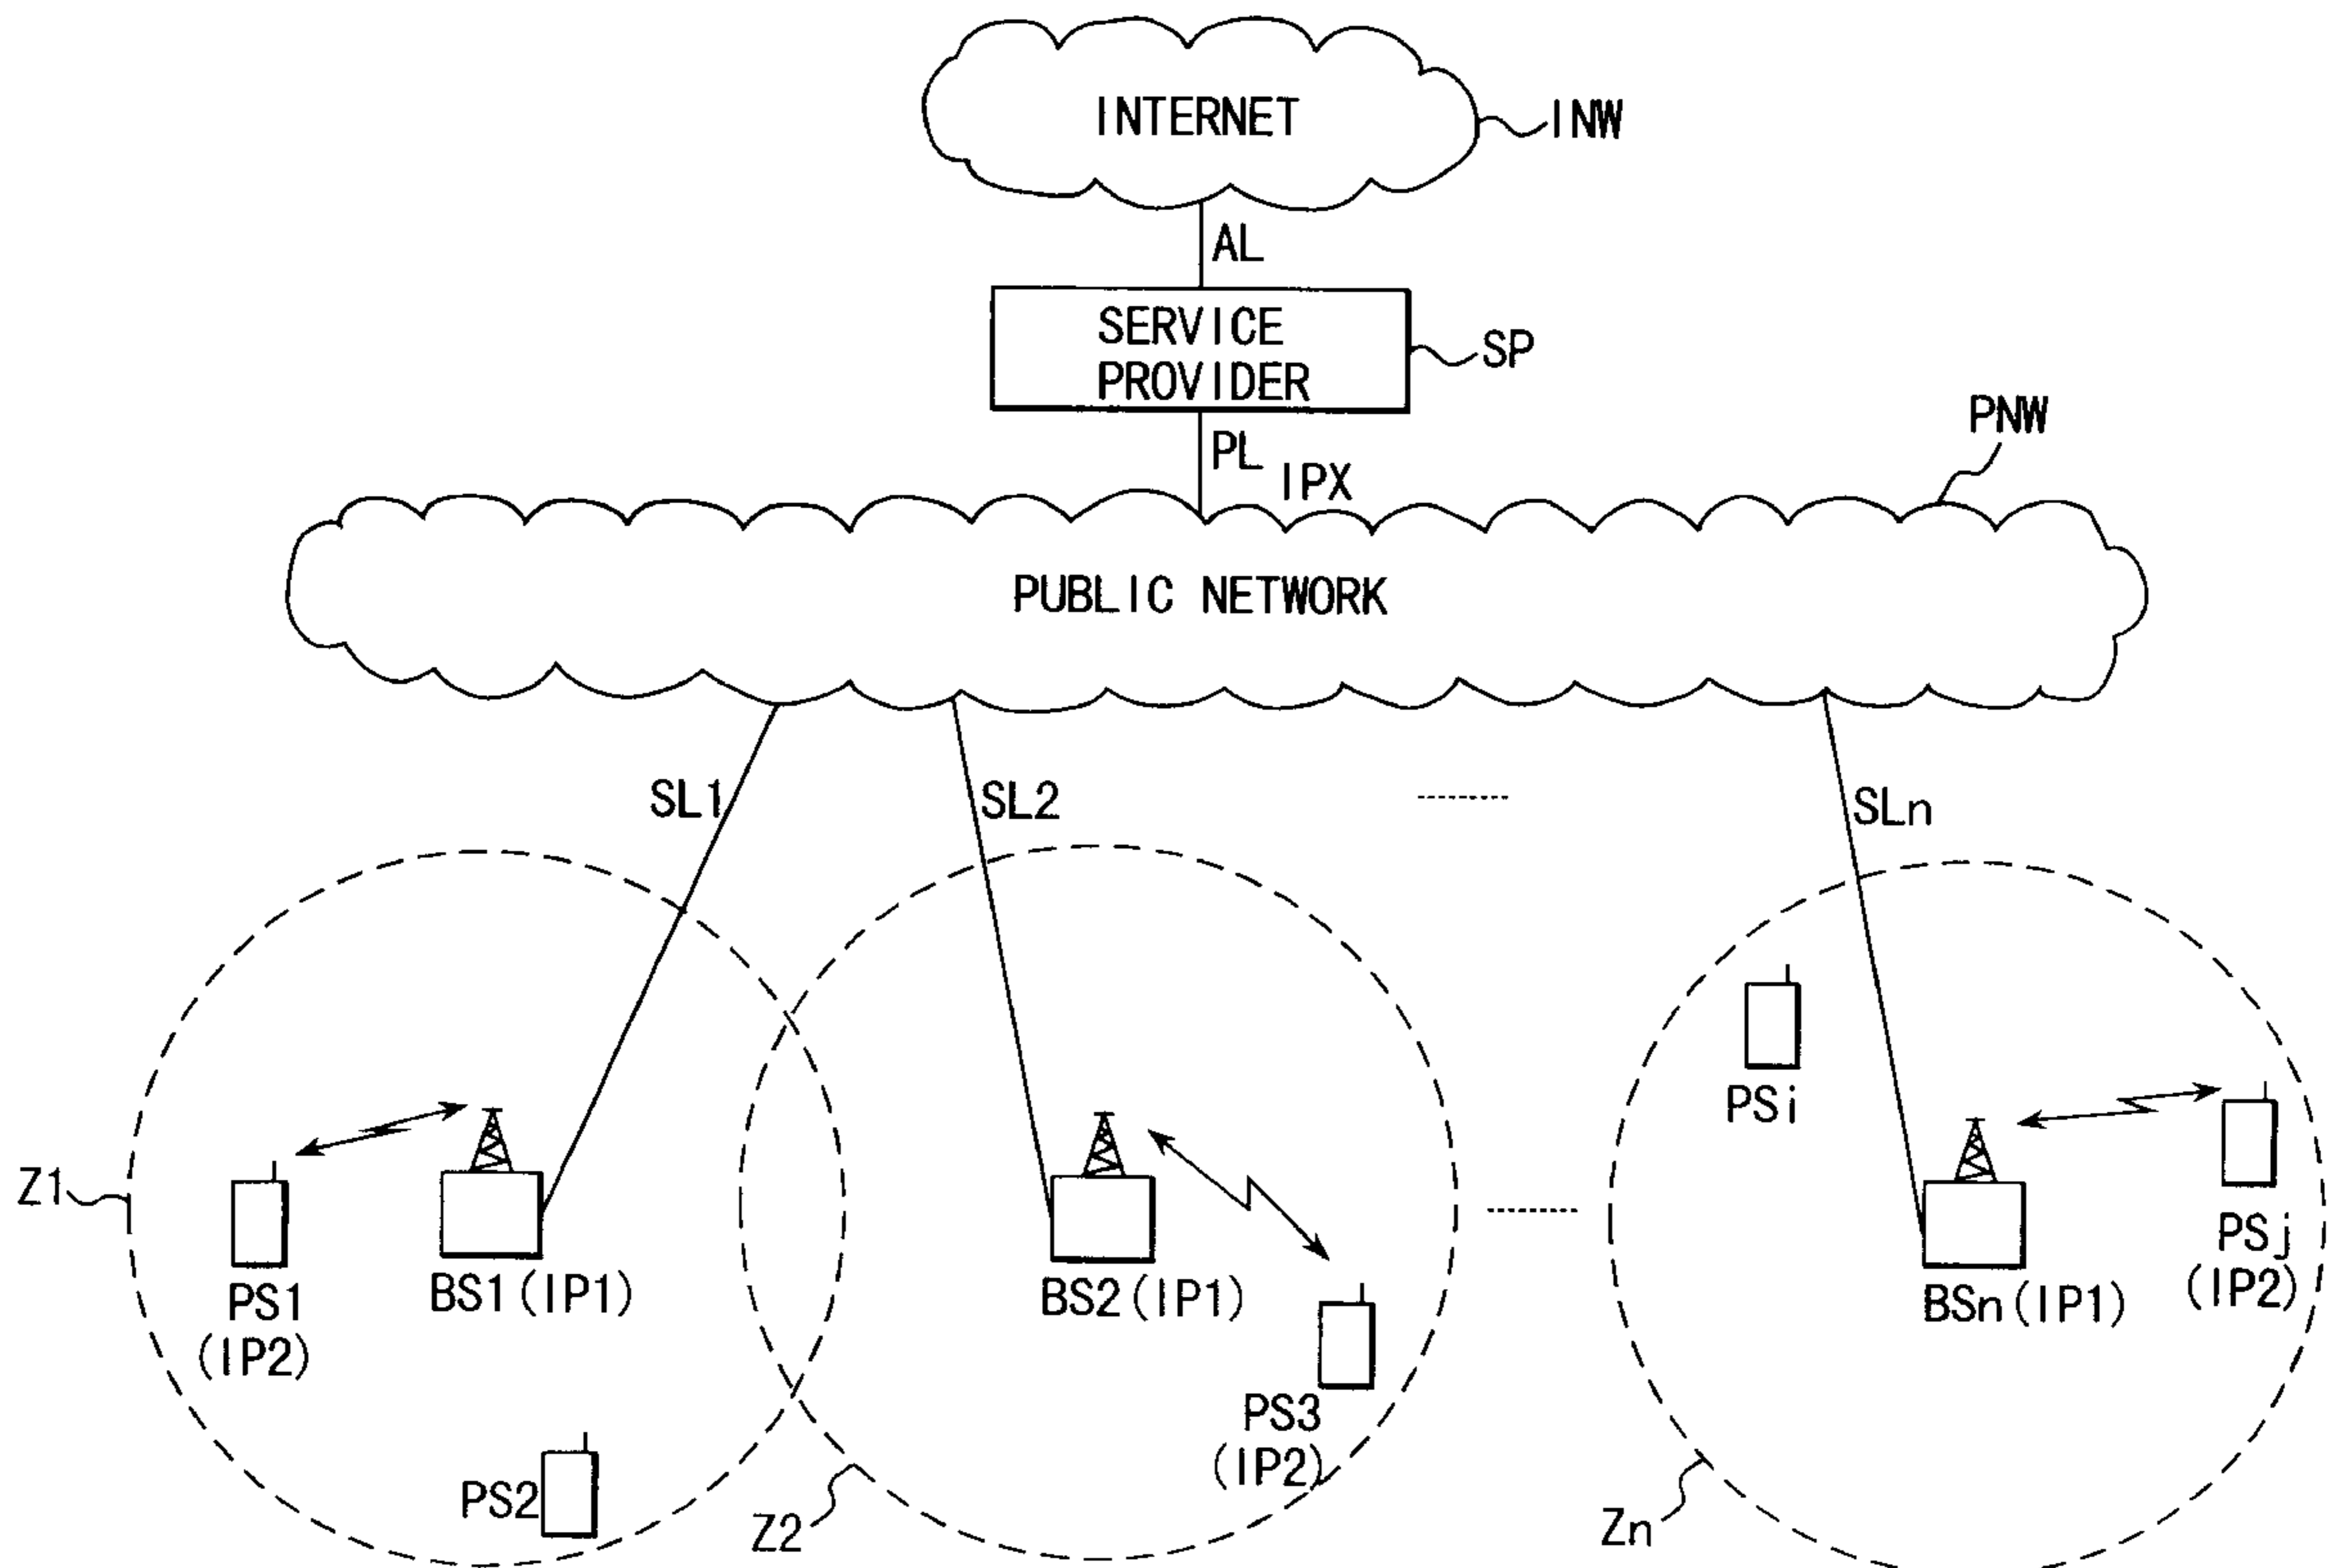 INTERNET
INW
AL
SERVICE
PROVIDER
SP
PL
IPX
PNW
PUBLIC NETWORK
SL1
SL2
SLn
PSi
Z1
PS1
(IP2)
BS1(IP1)
BS2(IP1)
PS3
(IP2)
BSn(IP1)
PSj
(IP2)
PS2
Z2
Zn